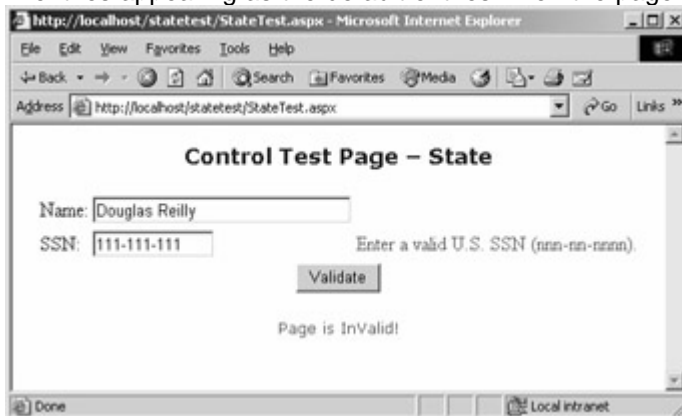 http://localhost/statetest/StateTest.aspx - Microsoft Internet Explorer
File Edit View Favorites Tools Help
Back Search Favorites Media
Address http://localhost/statetest/StateTest.aspx Go Links »
Control Test Page – State
Name: Douglas Reilly
SSN: 111-111-111 Enter a valid U.S. SSN (nnn-nn-nnnn).
Validate
Page is InValid!
Done Local intranet